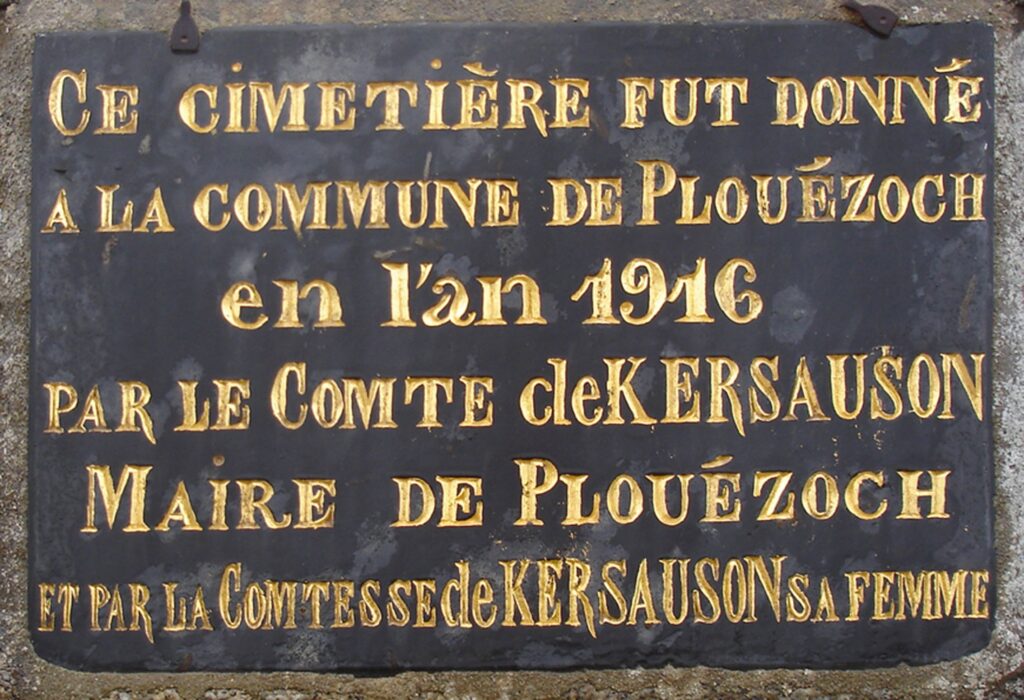 CE CIMETIÈRE FUT DONNÉ
A LA COMMUNE DE PLOUÉZOCH
en l'an 1916
PAR LE COMTE de KERSAUSON
MAIRE DE PLOUÉZOCH
ET PAR LA COMTESSE de KERSAUSON SA FEMME